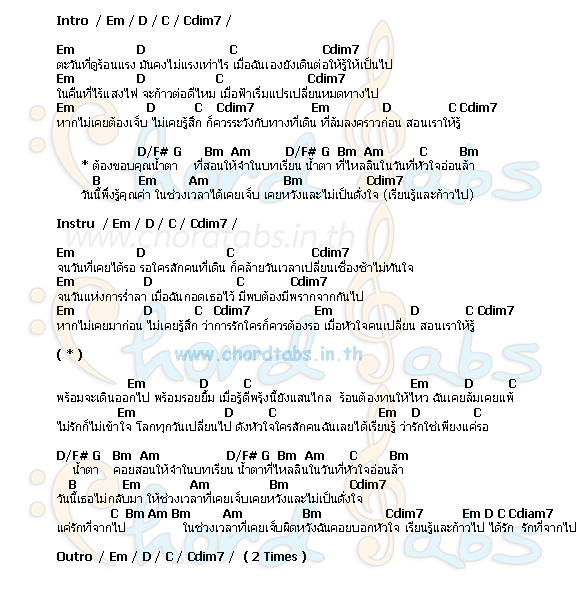 Intro / Em / D / C / Cdim7 /
Em D C Cdim7
ตะวันที่ดูร้อนแรง มันคงไม่แรงเท่าไร เมื่อฉันเองยังเดินต่อให้รู้ให้เป็นไป
Em D C Cdim7
ในคืนที่ไร้แสงไฟ จะก้าวต่อดีไหม เมื่อฟ้าเริ่มแปรเปลี่ยนหมดทางไป
Em D C Cdim7 Em D C Cdim7
หากไม่เคยต้องเจ็บ ไม่เคยรู้สึก ก็ควรระวังกับทางที่เดิน ที่ล้มลงคราวก่อน สอนเราให้รู้
D/F# G Bm Am D/F# G Bm Am C Bm
* ต้องขอบคุณน้ำตา ที่สอนให้จำในบทเรียน น้ำตา ที่ไหลลินในวันที่หัวใจอ่อนล้า
B Em Am Bm Cdim7
วันนี้พึ่งรู้คุณค่า ในช่วงเวลาได้เคยเจ็บ เคยหวังและไม่เป็นดั่งใจ (เรียนรู้และก้าวไป)
Instru / Em / D / C / Cdim7 /
www.chordtabs.in.th
Em D C Cdim7
จนวันที่เคยได้รอ รอใครสักคนที่เดิน ก็คล้ายวันเวลาเปลี่ยนเชื่องช้าไม่ทันใจ
Em D C Cdim7
จนวันแห่งการร่ำลา เมื่อฉันกอดเธอไว้ มีพบต้องมีพรากจากกันไป
Em D C Cdim7 Em D C Cdim7
หากไม่เคยมาก่อน ไม่เคยรู้สึก ว่าการรักใครก็ควรต้องรอ เมื่อหัวใจคนเปลี่ยน สอนเราให้รู้
( * )
www.chordtabs.in.th
Chord Tabs
Em D C Em D C
พร้อมจะเดินออกไป พร้อมรอยยิ้ม เมื่อรู้ดีพรุ่งนี้ยังแสนไกล ร้อนต้องทนให้ไหว ฉันเคยล้มเคยแพ้
Em D C Em D C
ไม่รักก็ไม่เข้าใจ โลกทุกวันเปลี่ยนไป ดังหัวใจใครสักคนฉันเลยได้เรียนรู้ ว่ารักใช่เพียงแค่รอ
D/F# G Bm Am D/F# G Bm Am C Bm
น้ำตา คอยสอนให้จำในบทเรียน น้ำตาที่ไหลลินในวันที่หัวใจอ่อนล้า
B Em Am Bm Cdim7
วันนี้เธอไม่กลับมา ให้ช่วงเวลาที่เคยเจ็บเคยหวังและไม่เป็นดั่งใจ
C Bm Am Bm Am Bm Cdim7 Em D C Cdiam7
แค่รักที่จากไป ในช่วงเวลาที่เคยเจ็บผิดหวังฉันคอยบอกหัวใจ เรียนรู้และก้าวไป ได้รัก รักที่จากไป
Outro / Em / D / C / Cdim7 / ( 2 Times )